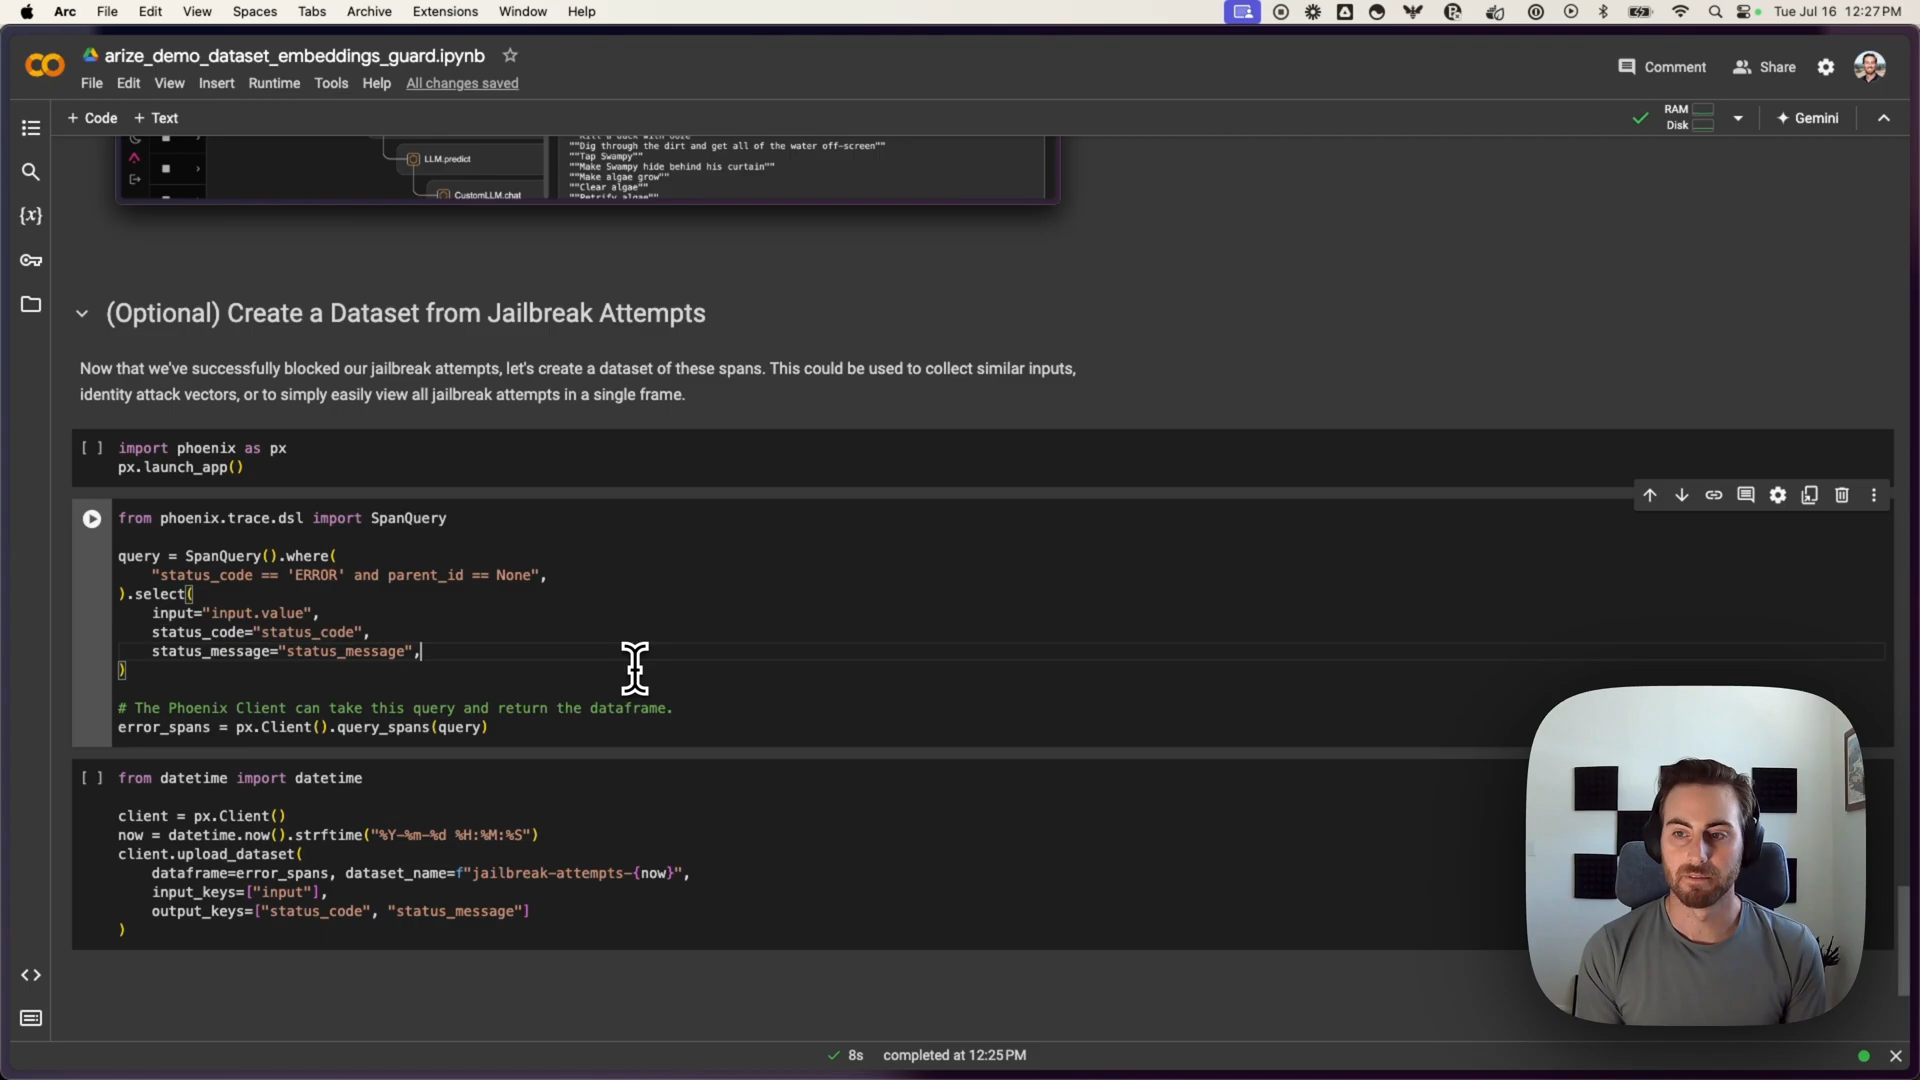 Arc File Edit View Spaces Tabs Archive Extensions Window Help Tue Jul 16 12:27 PM
arize_demo_dataset_embeddings_guard.ipynb
File Edit View Insert Runtime Tools Help All changes saved
Comment Share
+ Code + Text
RAM
Disk
Gemini
LLM.predict
CustomLLM.chat
""Dig through the dirt and get all of the water off-screen""
""Tap Swampy""
""Make Swampy hide behind his curtain""
""Make algae grow""
""Clear algae""
""Petrify algae""
(Optional) Create a Dataset from Jailbreak Attempts
Now that we've successfully blocked our jailbreak attempts, let's create a dataset of these spans. This could be used to collect similar inputs,
identity attack vectors, or to simply easily view all jailbreak attempts in a single frame.
[ ] import phoenix as px
px.launch_app()
from phoenix.trace.dsl import SpanQuery
query = SpanQuery().where(
"status_code == 'ERROR' and parent_id == None",
).select(
input="input.value",
status_code="status_code",
status_message="status_message",
)
# The Phoenix Client can take this query and return the dataframe.
error_spans = px.Client().query_spans(query)
[ ] from datetime import datetime
client = px.Client()
now = datetime.now().strftime("%Y-%m-%d %H:%M:%S")
client.upload_dataset(
dataframe=error_spans, dataset_name=f"jailbreak-attempts-{now}",
input_keys=["input"],
output_keys=["status_code", "status_message"]
)
8s completed at 12:25 PM